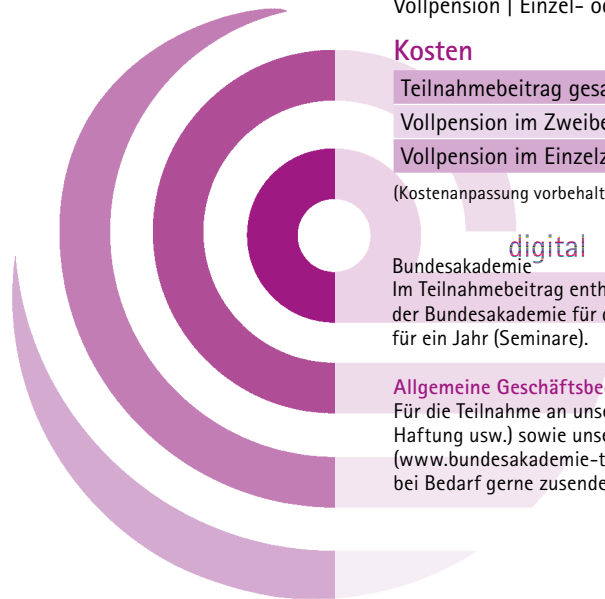 Vollpension | Einzel- o
Kosten
Teilnahmebeitrag gesa
Vollpension im Zweibe
Vollpension im Einzelz
(Kostenanpassung vorbehalt
digital
Bundesakademie
Im Teilnahmebeitrag enth
der Bundesakademie für d
für ein Jahr (Seminare).
Allgemeine Geschäftsbe
Für die Teilnahme an unse
Haftung usw.) sowie unse
(www.bundesakademie-t
bei Bedarf gerne zusende